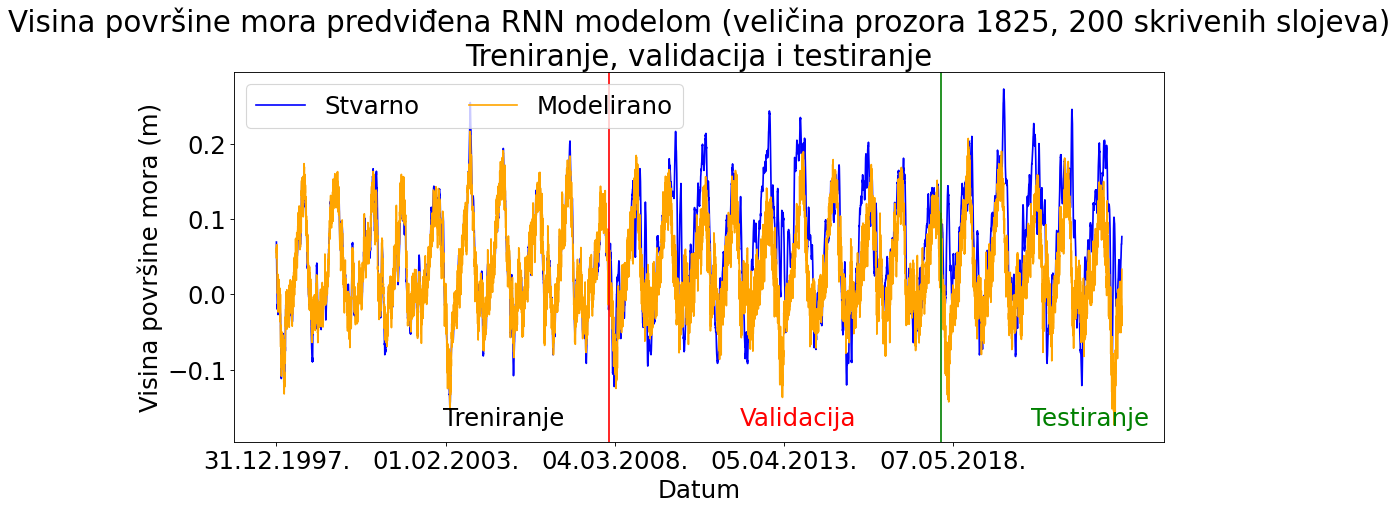 Visina površine mora predviđena RNN modelom (veličina prozora 1825, 200 skrivenih slojeva)
Treniranje, validacija i testiranje
Stvarno Modelirano
Visina površine mora (m)
0.2
0.1
0.0
−0.1
Treniranje Validacija Testiranje
31.12.1997. 01.02.2003. 04.03.2008. 05.04.2013. 07.05.2018.
Datum